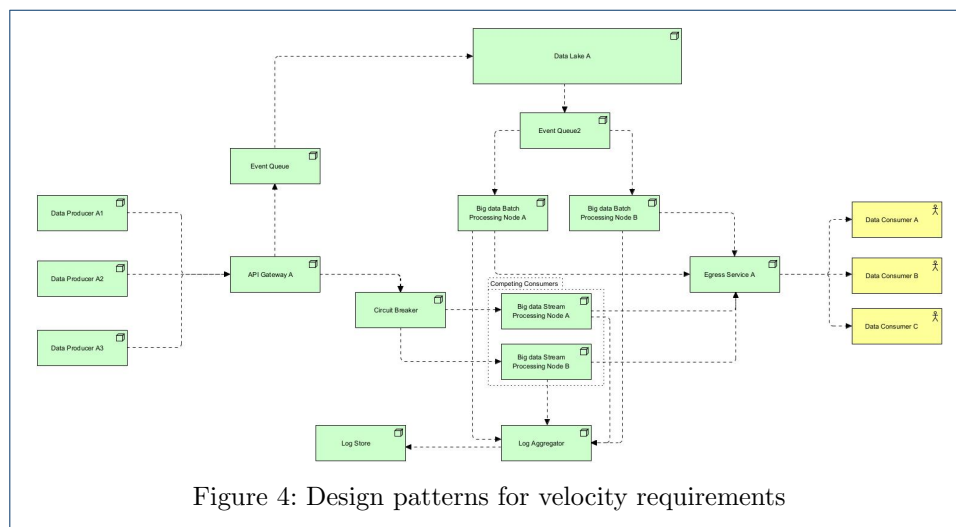 Data Lake A
Event Queue2
Event Queue
Data Producer A1
Big data Batch
Processing Node A
Big data Batch
Processing Node B
Data Consumer A
Data Producer A2
API Gateway A
Egress Service A
Data Consumer B
Competing Consumers
Circuit Breaker
Big data Stream
Processing Node A
Data Consumer C
Data Producer A3
Big data Stream
Processing Node B
Log Store
Log Aggregator
Figure 4: Design patterns for velocity requirements